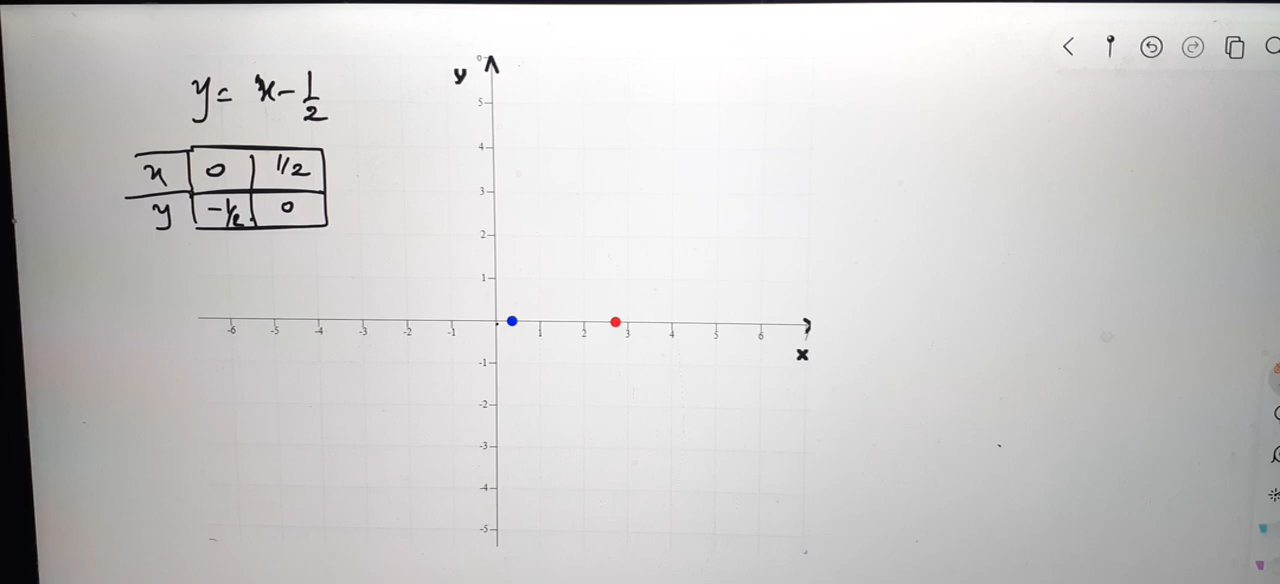 y = x - 1/2
x 0 1/2
y -1/2 0
y
5
4
3
2
1
-6 -5 -4 -3 -2 -1 1 2 3 4 5 6
x
-1
-2
-3
-4
-5